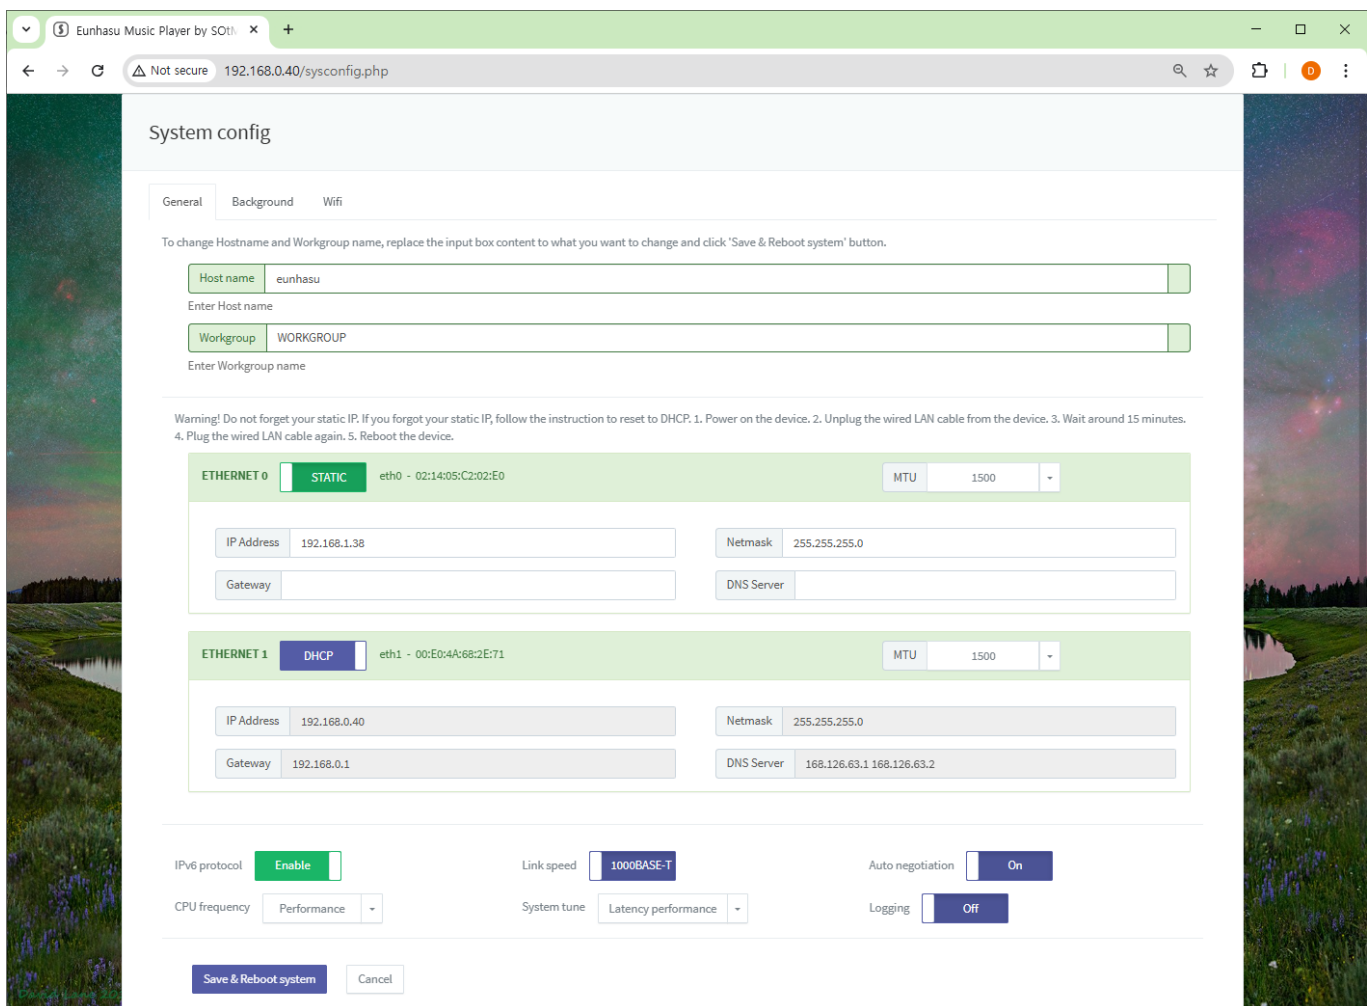 Eunhasu Music Player by SOtM
Not secure 192.168.0.40/sysconfig.php
D
System config
General Background Wifi
To change Hostname and Workgroup name, replace the input box content to what you want to change and click 'Save & Reboot system' button.
Host name eunhasu
Enter Host name
Workgroup WORKGROUP
Enter Workgroup name
Warning! Do not forget your static IP. If you forgot your static IP, follow the instruction to reset to DHCP. 1. Power on the device. 2. Unplug the wired LAN cable from the device. 3. Wait around 15 minutes.
4. Plug the wired LAN cable again. 5. Reboot the device.
ETHERNET 0 STATIC eth0 - 02:14:05:C2:02:E0 MTU 1500
IP Address 192.168.1.38 Netmask 255.255.255.0
Gateway DNS Server
ETHERNET 1 DHCP eth1 - 00:E0:4A:68:2E:71 MTU 1500
IP Address 192.168.0.40 Netmask 255.255.255.0
Gateway 192.168.0.1 DNS Server 168.126.63.1 168.126.63.2
IPv6 protocol Enable Link speed 1000BASE-T Auto negotiation On
CPU frequency Performance System tune Latency performance Logging Off
Save & Reboot system Cancel